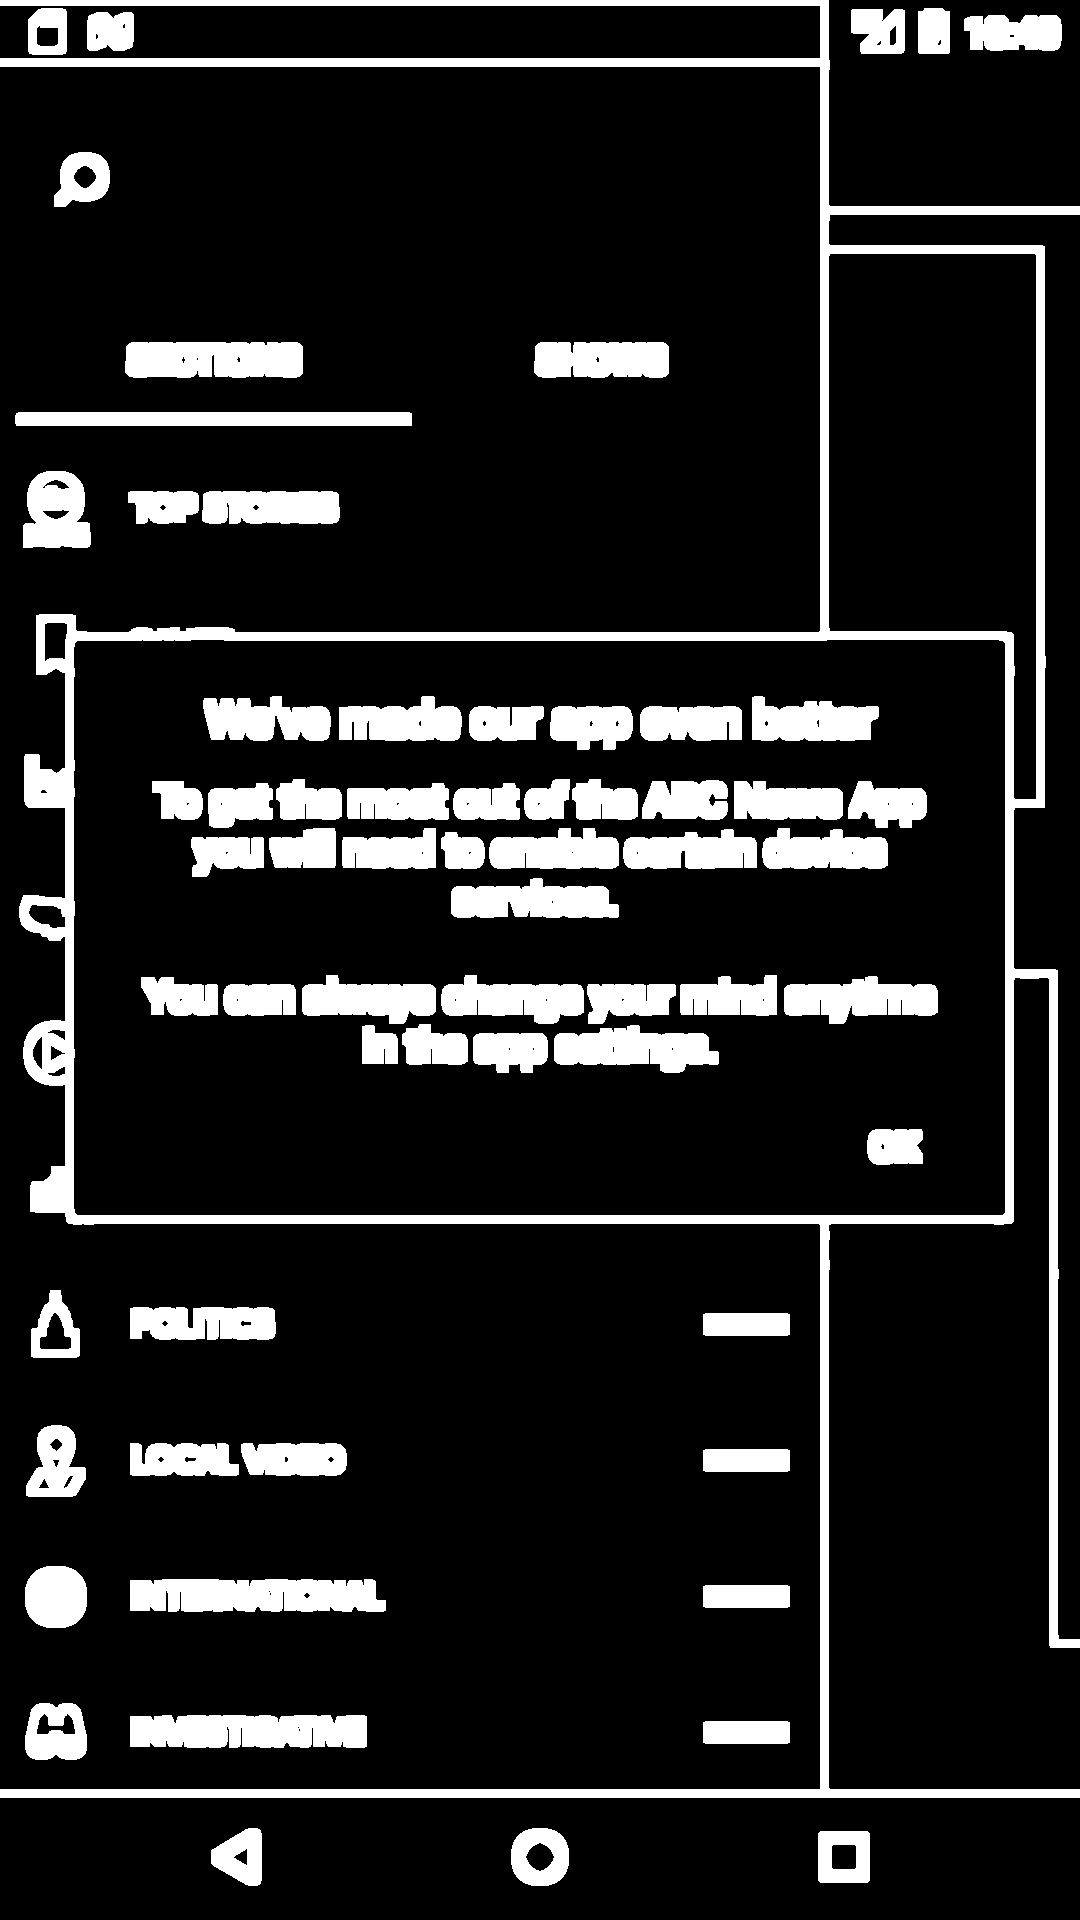 SECTIONS
SHOWS
TOP STORIES
We've made our app even better
To get the most out of the ABC News App
you will need to enable certain device
services.
You can always change your mind anytime
in the app settings.
OK
POLITICS
LOCAL VIDEO
INTERNATIONAL
INVESTIGATIVE